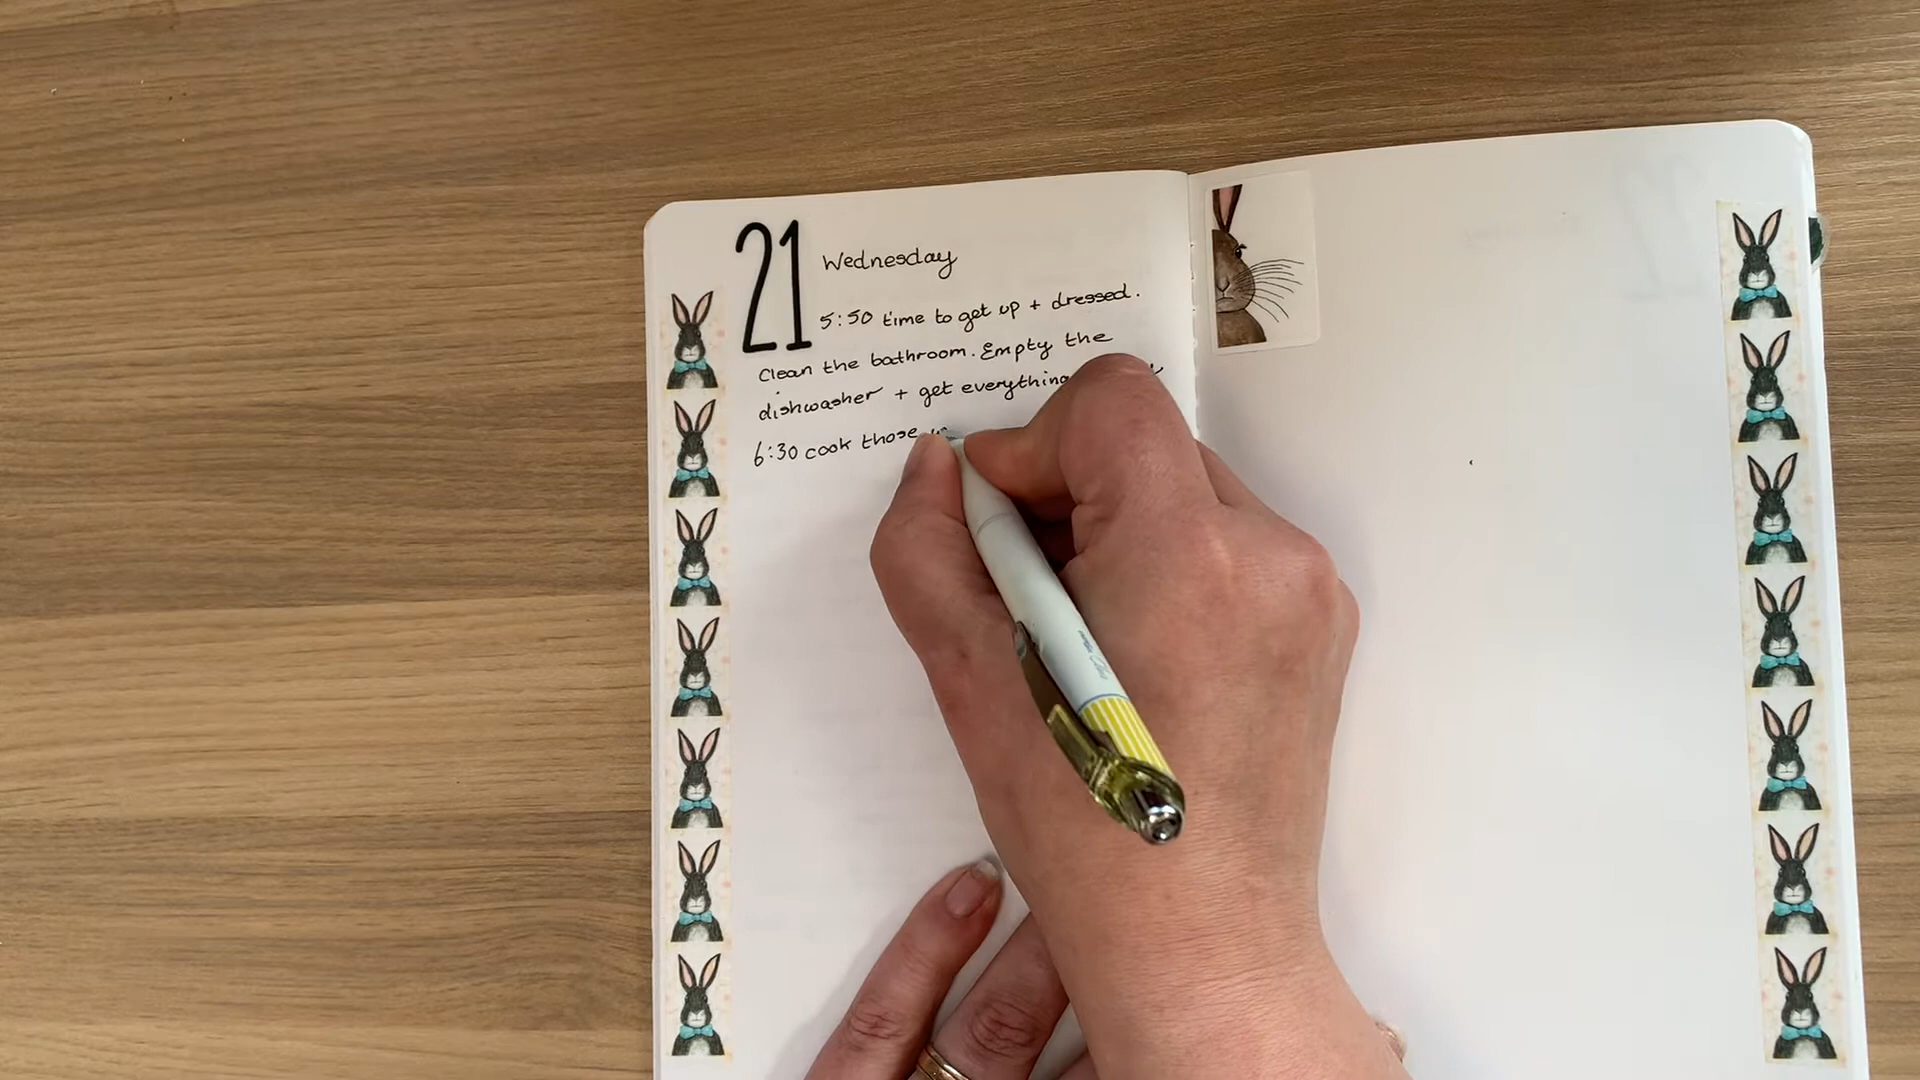 21
Wednesday
5:50 time to get up + dressed.
Clean the bathroom. Empty the
dishwasher + get everything
6:30 cook those